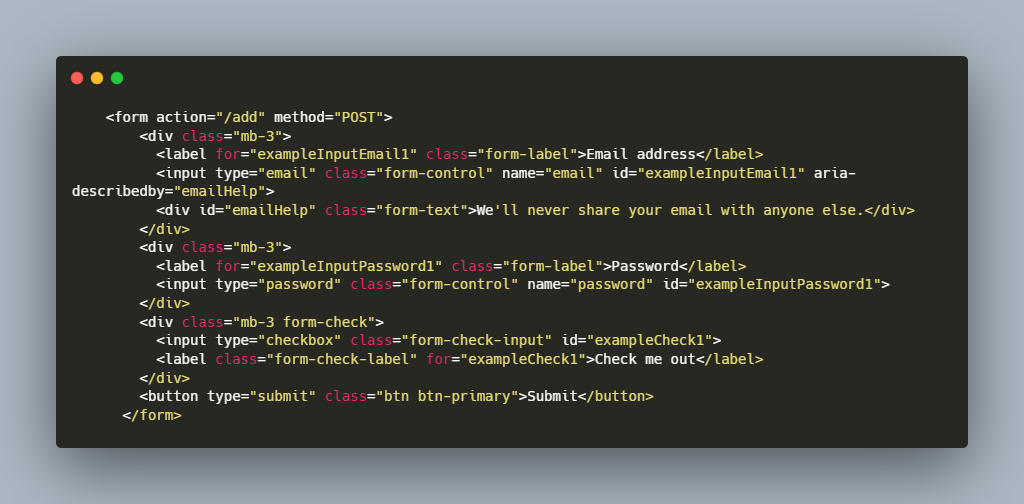 <form action="/add" method="POST">
<div class="mb-3">
<label for="exampleInputEmail1" class="form-label">Email address</label>
<input type="email" class="form-control" name="email" id="exampleInputEmail1" aria-
describedby="emailHelp">
<div id="emailHelp" class="form-text">We'll never share your email with anyone else.</div>
</div>
<div class="mb-3">
<label for="exampleInputPassword1" class="form-label">Password</label>
<input type="password" class="form-control" name="password" id="exampleInputPassword1">
</div>
<div class="mb-3 form-check">
<input type="checkbox" class="form-check-input" id="exampleCheck1">
<label class="form-check-label" for="exampleCheck1">Check me out</label>
</div>
<button type="submit" class="btn btn-primary">Submit</button>
</form>